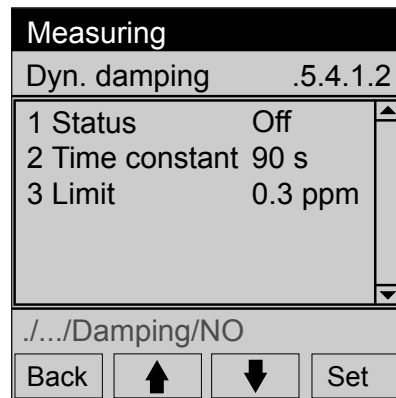 Measuring
Dyn. damping .5.4.1.2
1 Status Off
2 Time constant 90 s
3 Limit 0.3 ppm
./.../Damping/NO
Back Set